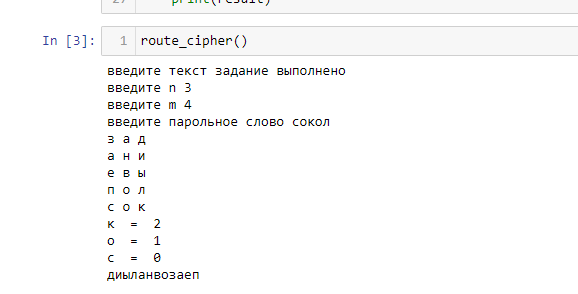 27 print(result)
In [3]: 1 route_cipher()
введите текст задание выполнено
введите n 3
введите m 4
введите парольное слово сокол
з а д
а н и
е в ы
п о л
с о к
к = 2
о = 1
с = 0
диыланвозаеп